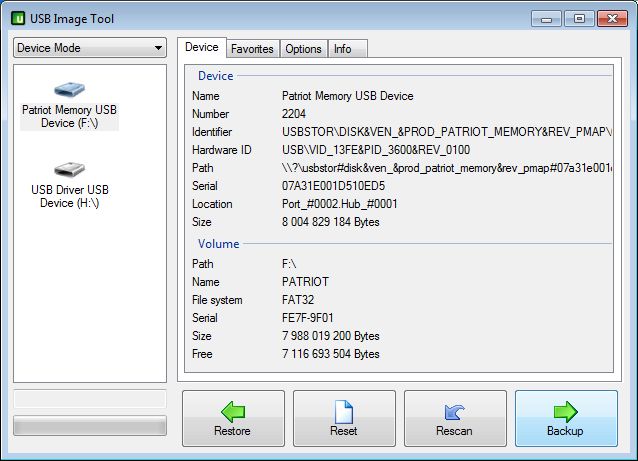 USB Image Tool
Device Mode
Device Favorites Options Info
Patriot Memory USB
Device (F:\)
USB Driver USB
Device (H:\)
Device
Name Patriot Memory USB Device
Number 2204
Identifier USBSTOR\DISK&VEN_&PROD_PATRIOT_MEMORY&REV_PMAP\
Hardware ID USB\VID_13FE&PID_3600&REV_0100
Path \\?\usbstor#disk&ven_&prod_patriot_memory&rev_pmap#07a31e001
Serial 07A31E001D510ED5
Location Port_#0002.Hub_#0001
Size 8 004 829 184 Bytes
Volume
Path F:\
Name PATRIOT
File system FAT32
Serial FE7F-9F01
Size 7 988 019 200 Bytes
Free 7 116 693 504 Bytes
Restore Reset Rescan Backup